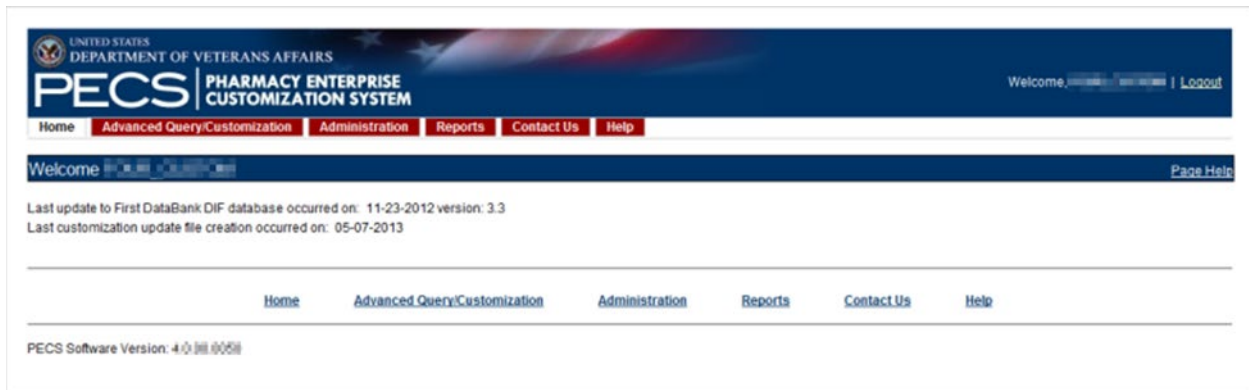 UNITED STATES
DEPARTMENT OF VETERANS AFFAIRS
PECS PHARMACY ENTERPRISE
CUSTOMIZATION SYSTEM
Welcome, | Logout
Home Advanced Query/Customization Administration Reports Contact Us Help
Welcome Page Help
Last update to First DataBank DIF database occurred on: 11-23-2012 version: 3.3
Last customization update file creation occurred on: 05-07-2013
Home Advanced Query/Customization Administration Reports Contact Us Help
PECS Software Version: